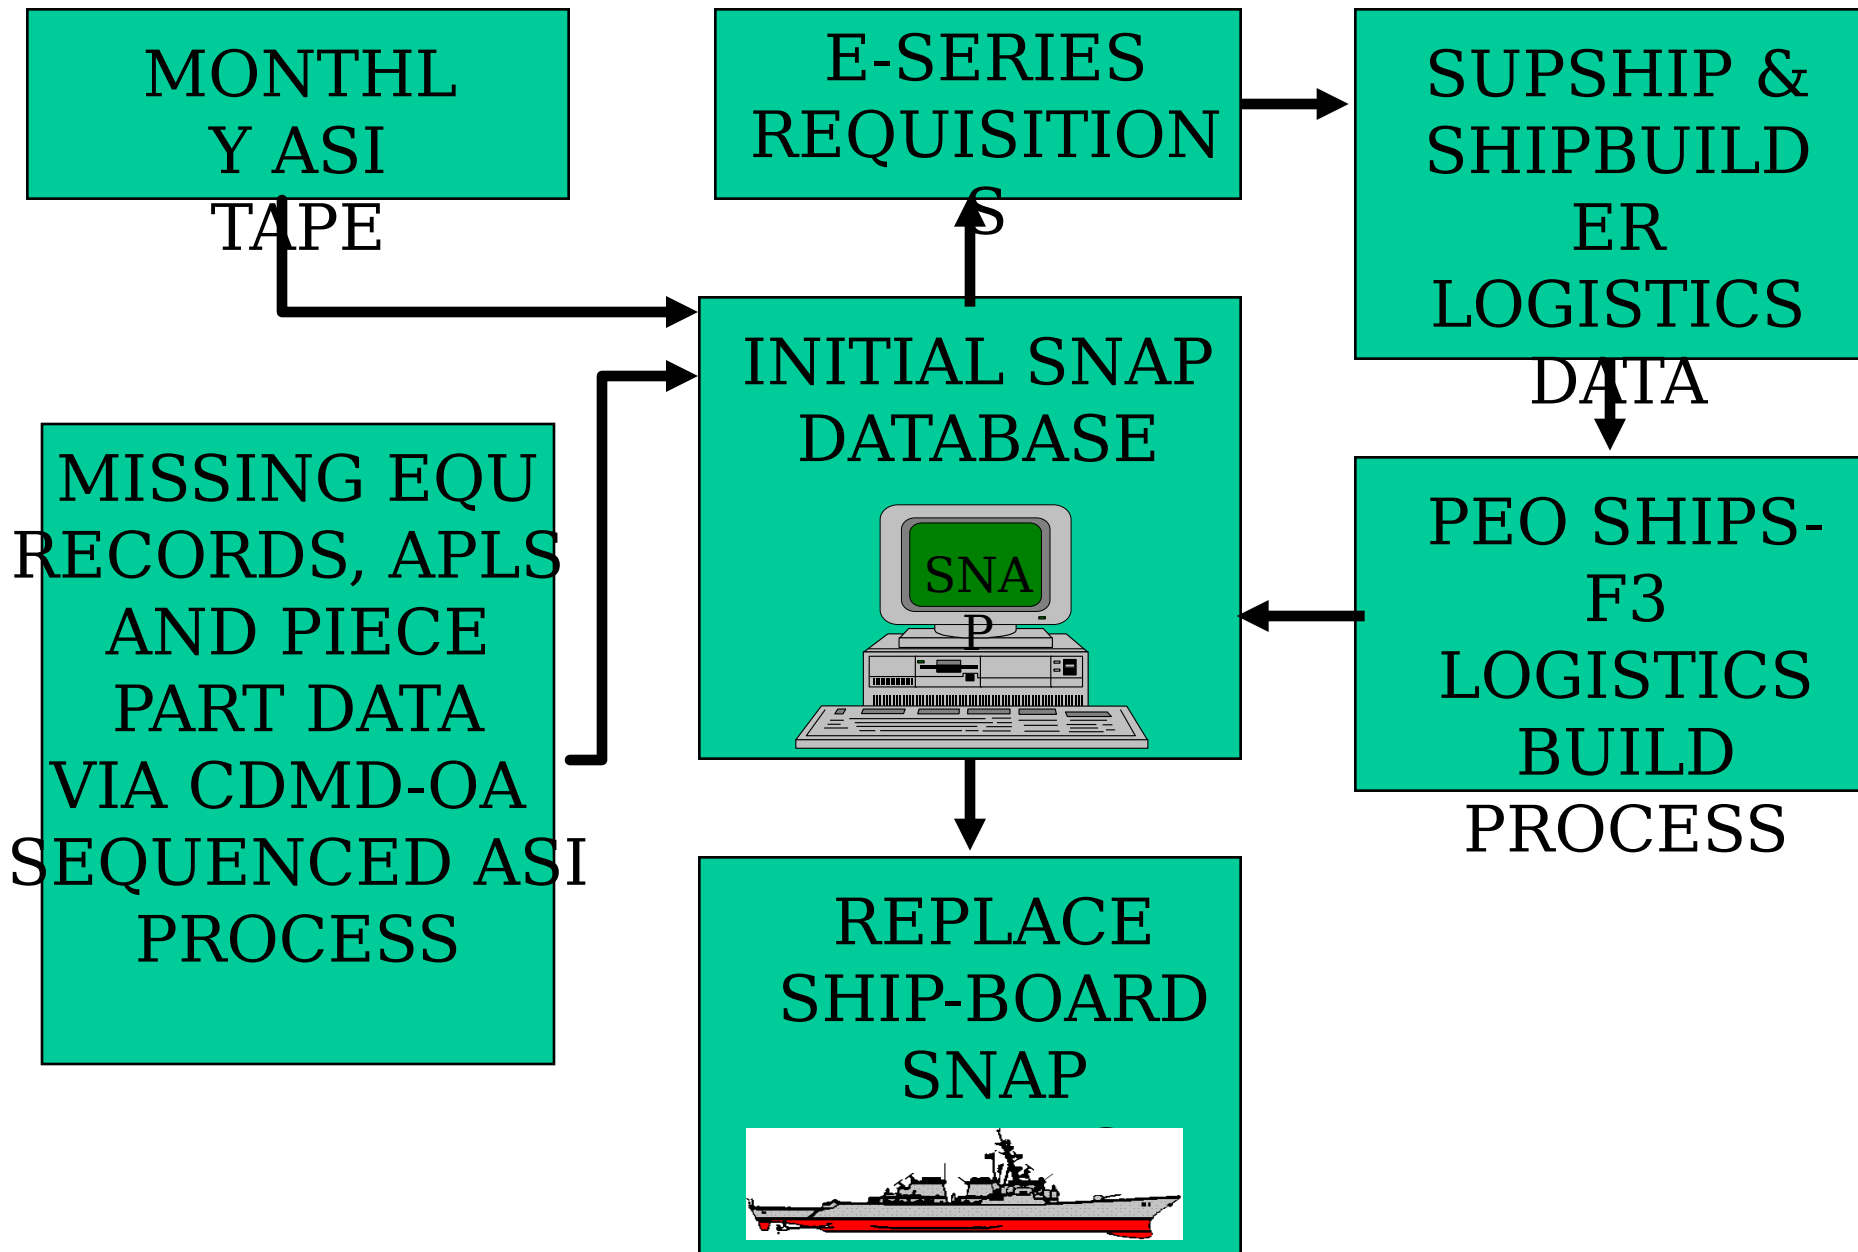 MONTHL
Y ASI
TAPE
E-SERIES
REQUISITION
S
SUPSHIP &
SHIPBUILD
ER
LOGISTICS
DATA
INITIAL SNAP
DATABASE
SNA
P
MISSING EQU
RECORDS, APLS
AND PIECE
PART DATA
VIA CDMD-OA
SEQUENCED ASI
PROCESS
PEO SHIPS-
F3
LOGISTICS
BUILD
PROCESS
REPLACE
SHIP-BOARD
SNAP